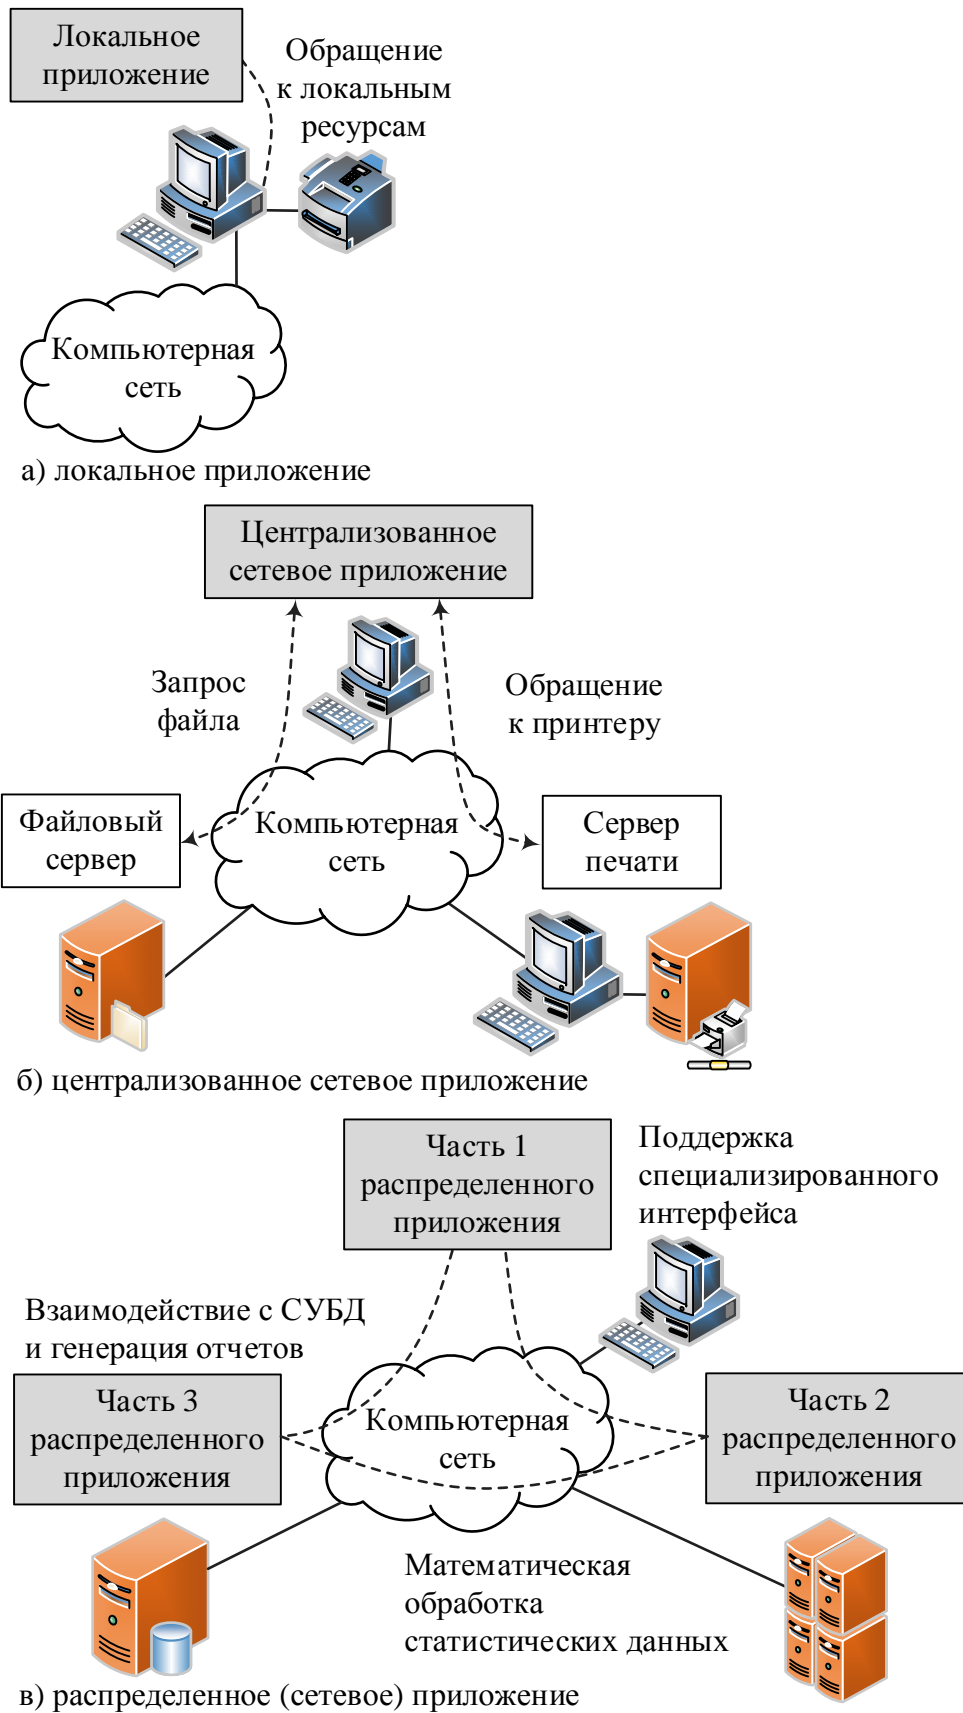 Локальное
приложение
Обращение
к локальным
ресурсам
Компьютерная
сеть
а) локальное приложение
Централизованное
сетевое приложение
Запрос
файла
Обращение
к принтеру
Файловый
сервер
Компьютерная
сеть
Сервер
печати
б) централизованное сетевое приложение
Часть 1
распределенного
приложения
Поддержка
специализированного
интерфейса
Взаимодействие с СУБД
и генерация отчетов
Часть 3
распределенного
приложения
Компьютерная
сеть
Часть 2
распределенного
приложения
Математическая
обработка
статистических данных
в) распределенное (сетевое) приложение